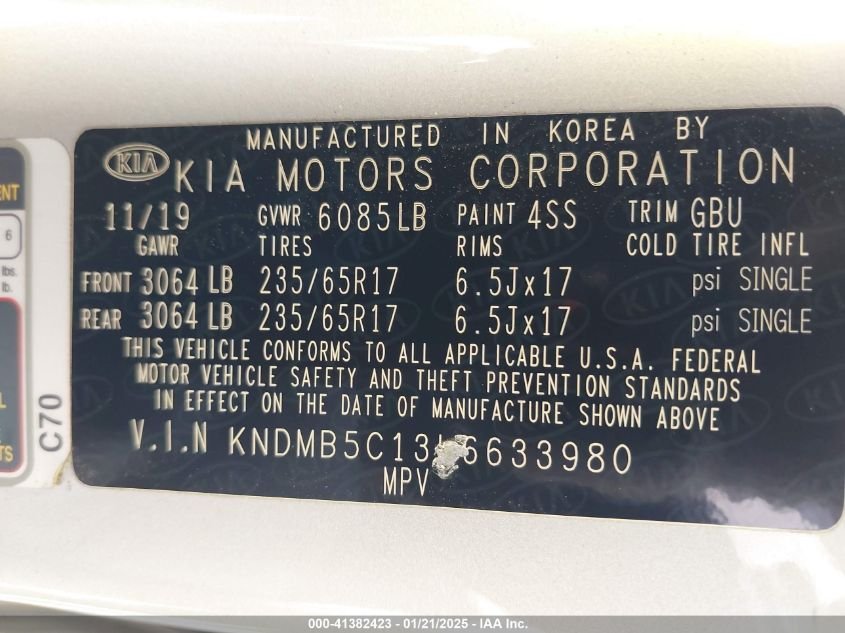 MANUFACTURED IN KOREA BY
KIA KIA MOTORS CORPORATION
11/19 GVWR 6085LB PAINT 4SS TRIM GBU
GAWR TIRES RIMS COLD TIRE INFL
FRONT 3064 LB 235/65R17 6.5Jx17 psi SINGLE
REAR 3064 LB 235/65R17 6.5Jx17 psi SINGLE
THIS VEHICLE CONFORMS TO ALL APPLICABLE U.S.A. FEDERAL
MOTOR VEHICLE SAFETY AND THEFT PREVENTION STANDARDS
IN EFFECT ON THE DATE OF MANUFACTURE SHOWN ABOVE
V.I.N
MPV
C70
6
lbs.
lb.
000-41382423 - 01/21/2025 - IAA Inc.